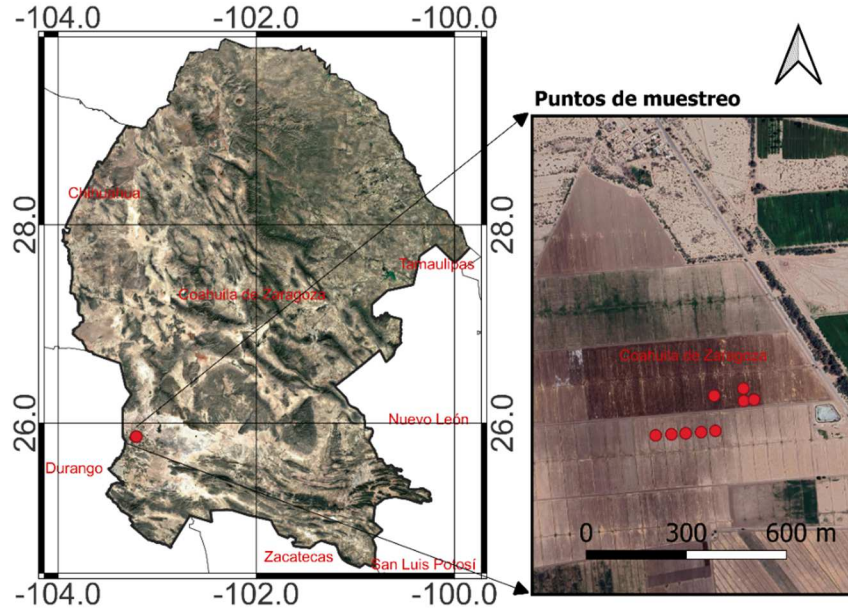 -104.0 -102.0 -100.0
Puntos de muestreo
Chihuahua
28.0 28.0
Tamaulipas
Coahuila de Zaragoza
Coahuila de Zaragoza
Nuevo León
26.0 26.0
Durango
0 300 600 m
Zacatecas
San Luis Potosí
-104.0 -102.0 -100.0